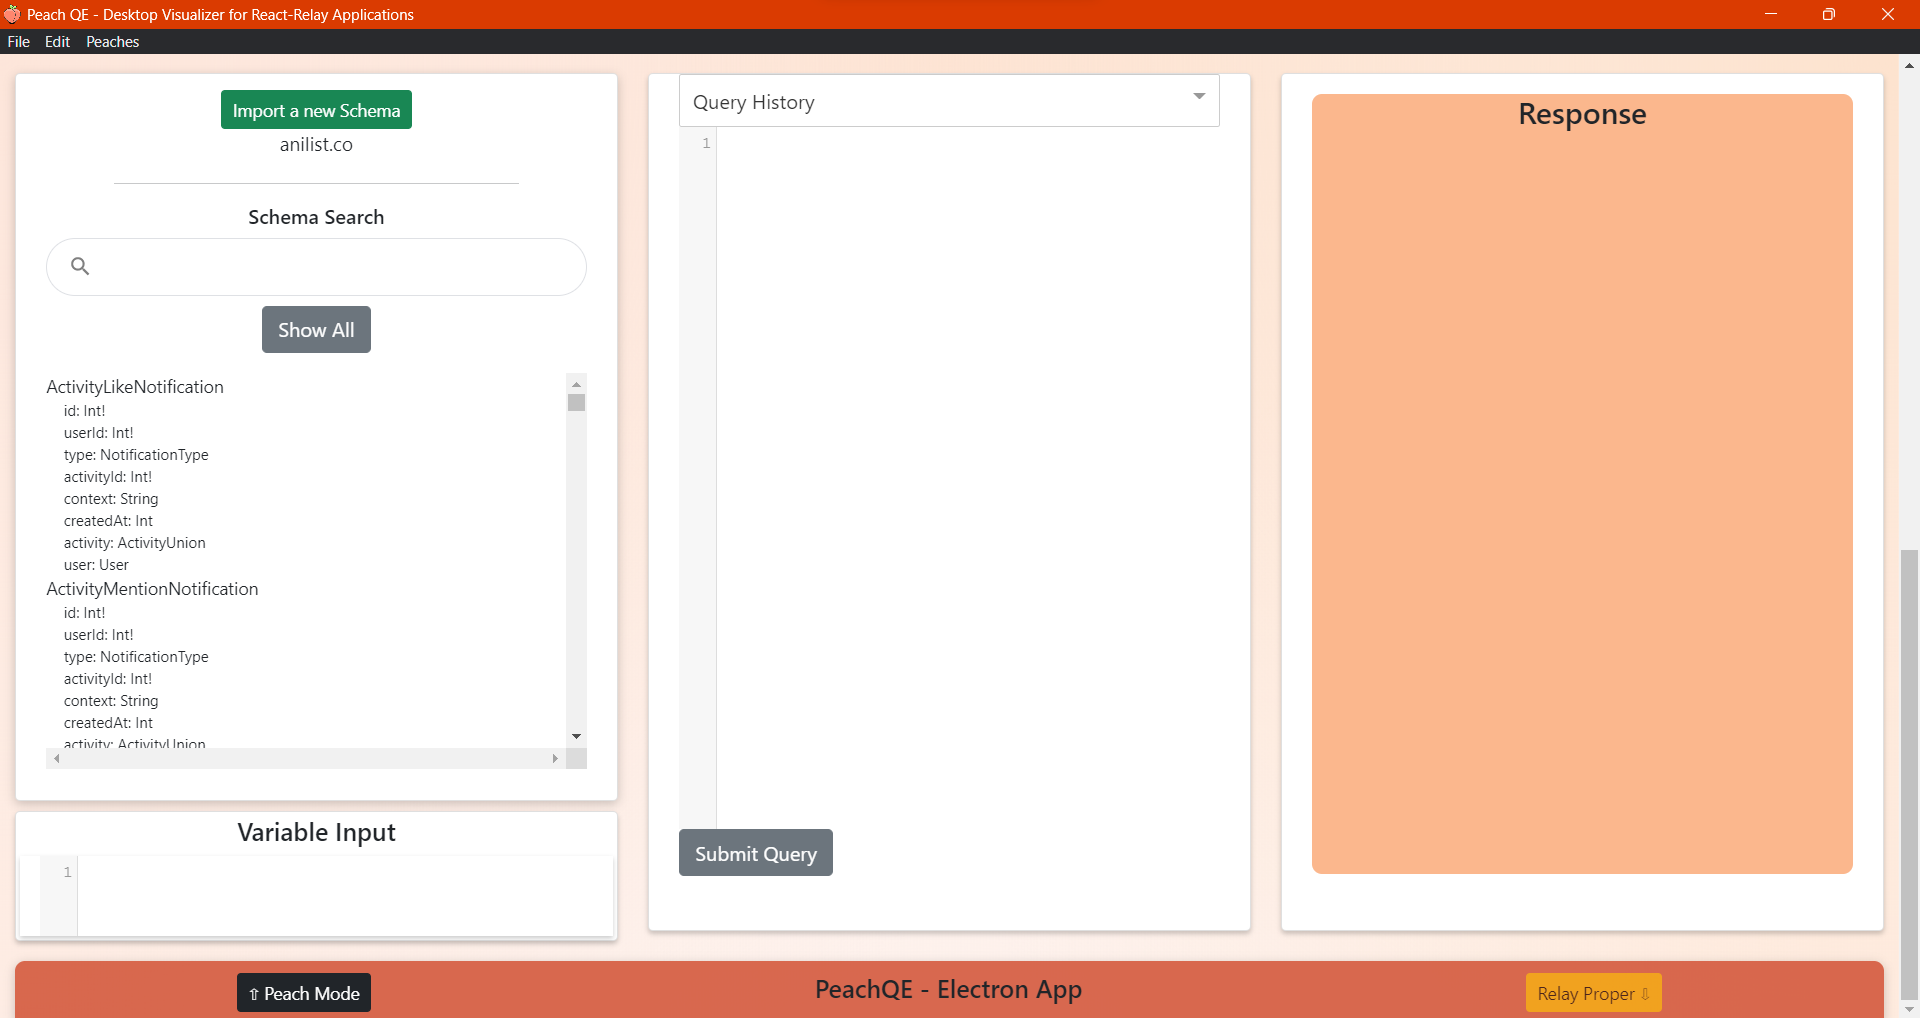 Peach QE - Desktop Visualizer for React-Relay Applications
File Edit Peaches
Import a new Schema
anilist.co
Schema Search
Show All
ActivityLikeNotification
id: Int!
userId: Int!
type: NotificationType
activityId: Int!
context: String
createdAt: Int
activity: ActivityUnion
user: User
ActivityMentionNotification
id: Int!
userId: Int!
type: NotificationType
activityId: Int!
context: String
createdAt: Int
activity: ActivityUnion
Variable Input
1
Query History
1
Submit Query
Response
⇧ Peach Mode
PeachQE - Electron App
Relay Proper ⇩